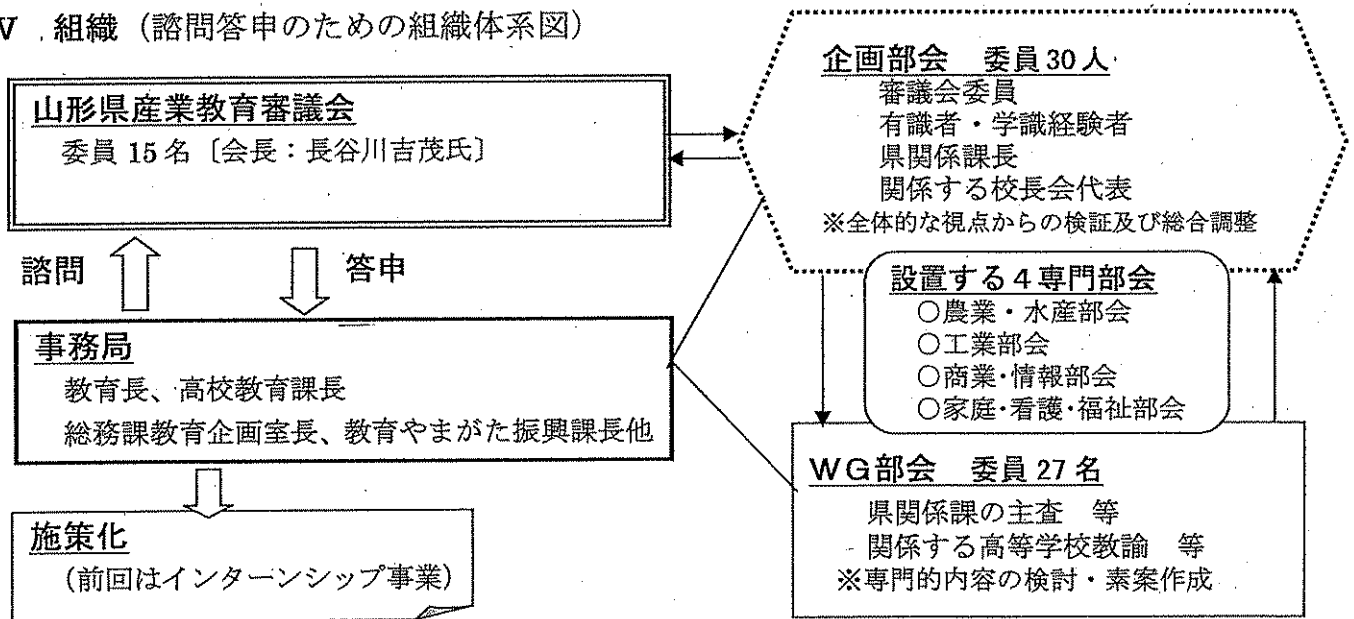 Ⅴ 組織(諮問答申のための組織体系図)
山形県産業教育審議会
委員 15 名〔会長:長谷川吉茂氏〕
諮問
答申
事務局
教育長、高校教育課長
総務課教育企画室長、教育やまがた振興課長他
施策化
(前回はインターンシップ事業)
企画部会 委員 30 人
審議会委員
有識者・学識経験者
県関係課長
関係する校長会代表
※全体的な視点からの検証及び総合調整
設置する4専門部会
○農業・水産部会
○工業部会
○商業・情報部会
○家庭・看護・福祉部会
WG部会 委員 27 名
県関係課の主査 等
関係する高等学校教諭 等
※専門的内容の検討・素案作成